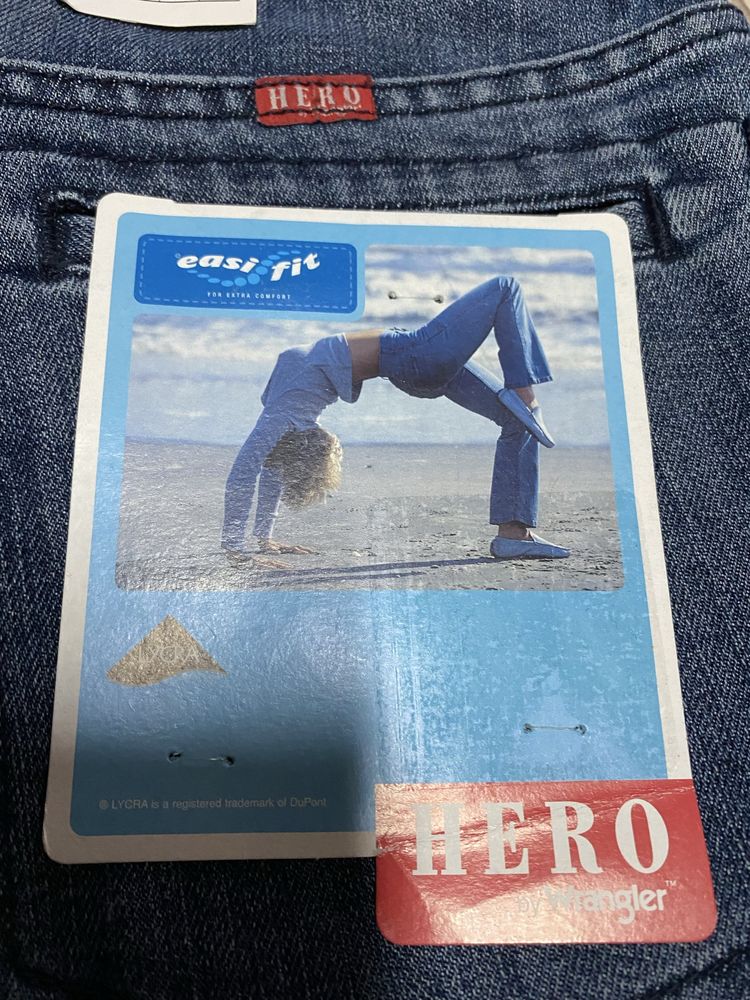 HERO
easi fit
FOR EXTRA COMFORT
LYCRA
® LYCRA is a registered trademark of DuPont
HERO
by Wrangler™